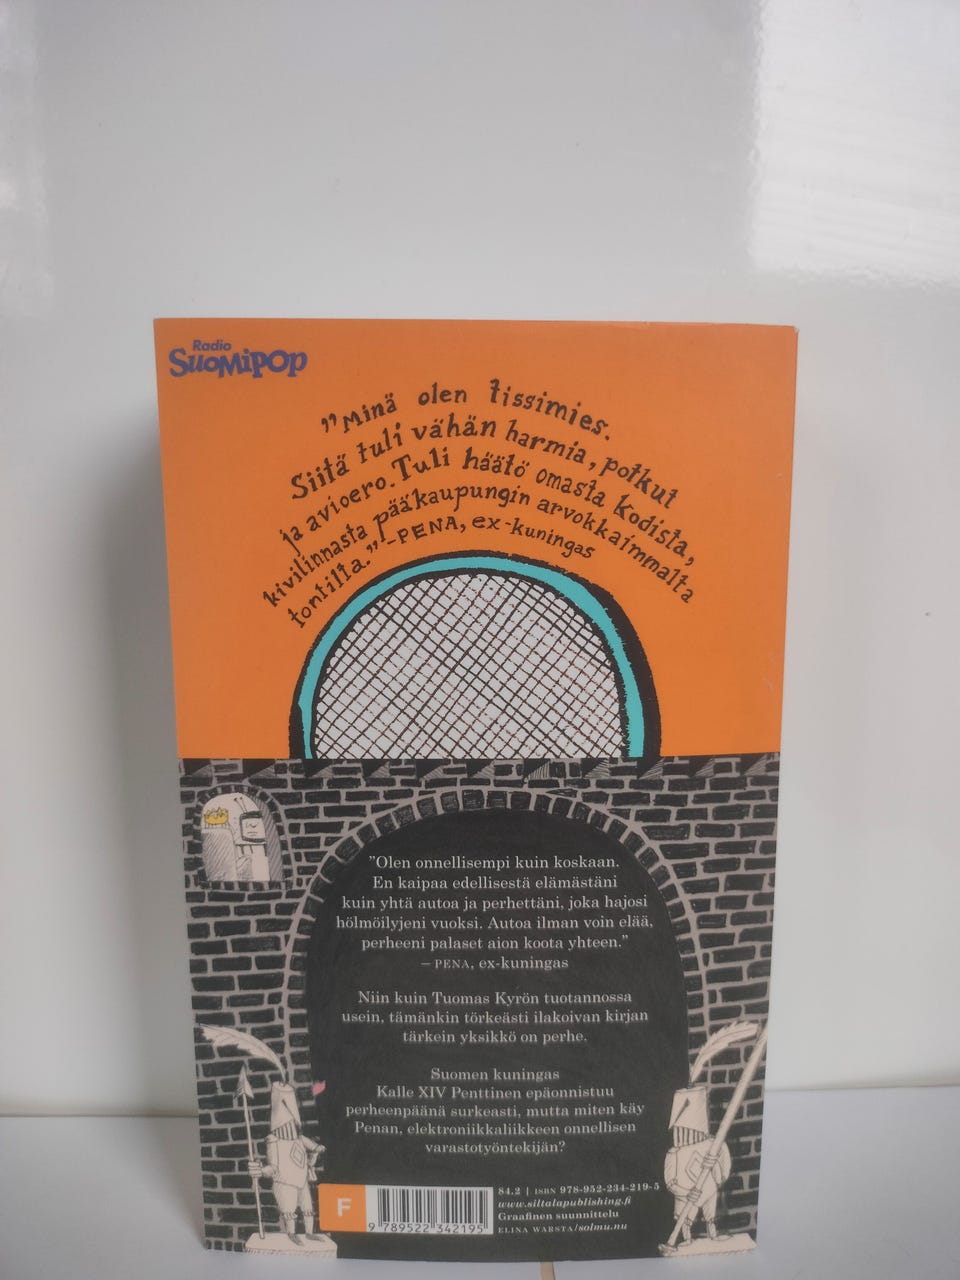 Radio
SuoMiPOP
”Minä olen tissimies.
Siitä tuli vähän harmia, potkut
ja avioero. Tuli häätö omasta kodista,
kivilinnasta pääkaupungin arvokkaimmalta
tontilta.” –PENA, ex-kuningas
”Olen onnellisempi kuin koskaan.
En kaipaa edellisestä elämästäni
kuin yhtä autoa ja perhettäni, joka hajosi
hölmöilyjeni vuoksi. Autoa ilman voin elää,
perheeni palaset aion koota yhteen.”
– PENA, ex-kuningas
Niin kuin Tuomas Kyrön tuotannossa
usein, tämänkin törkeästi ilakoivan kirjan
tärkein yksikkö on perhe.
Suomen kuningas
Kalle XIV Penttinen epäonnistuu
perheenpäänä surkeasti, mutta miten käy
Penan, elektroniikkaliikkeen onnellisen
varastotyöntekijän?
F
9 789522 342195
84.2 | ISBN 978-952-234-219-5
www.siltalapublishing.fi
Graafinen suunnittelu
ELINA WARSTA/solmu.nu